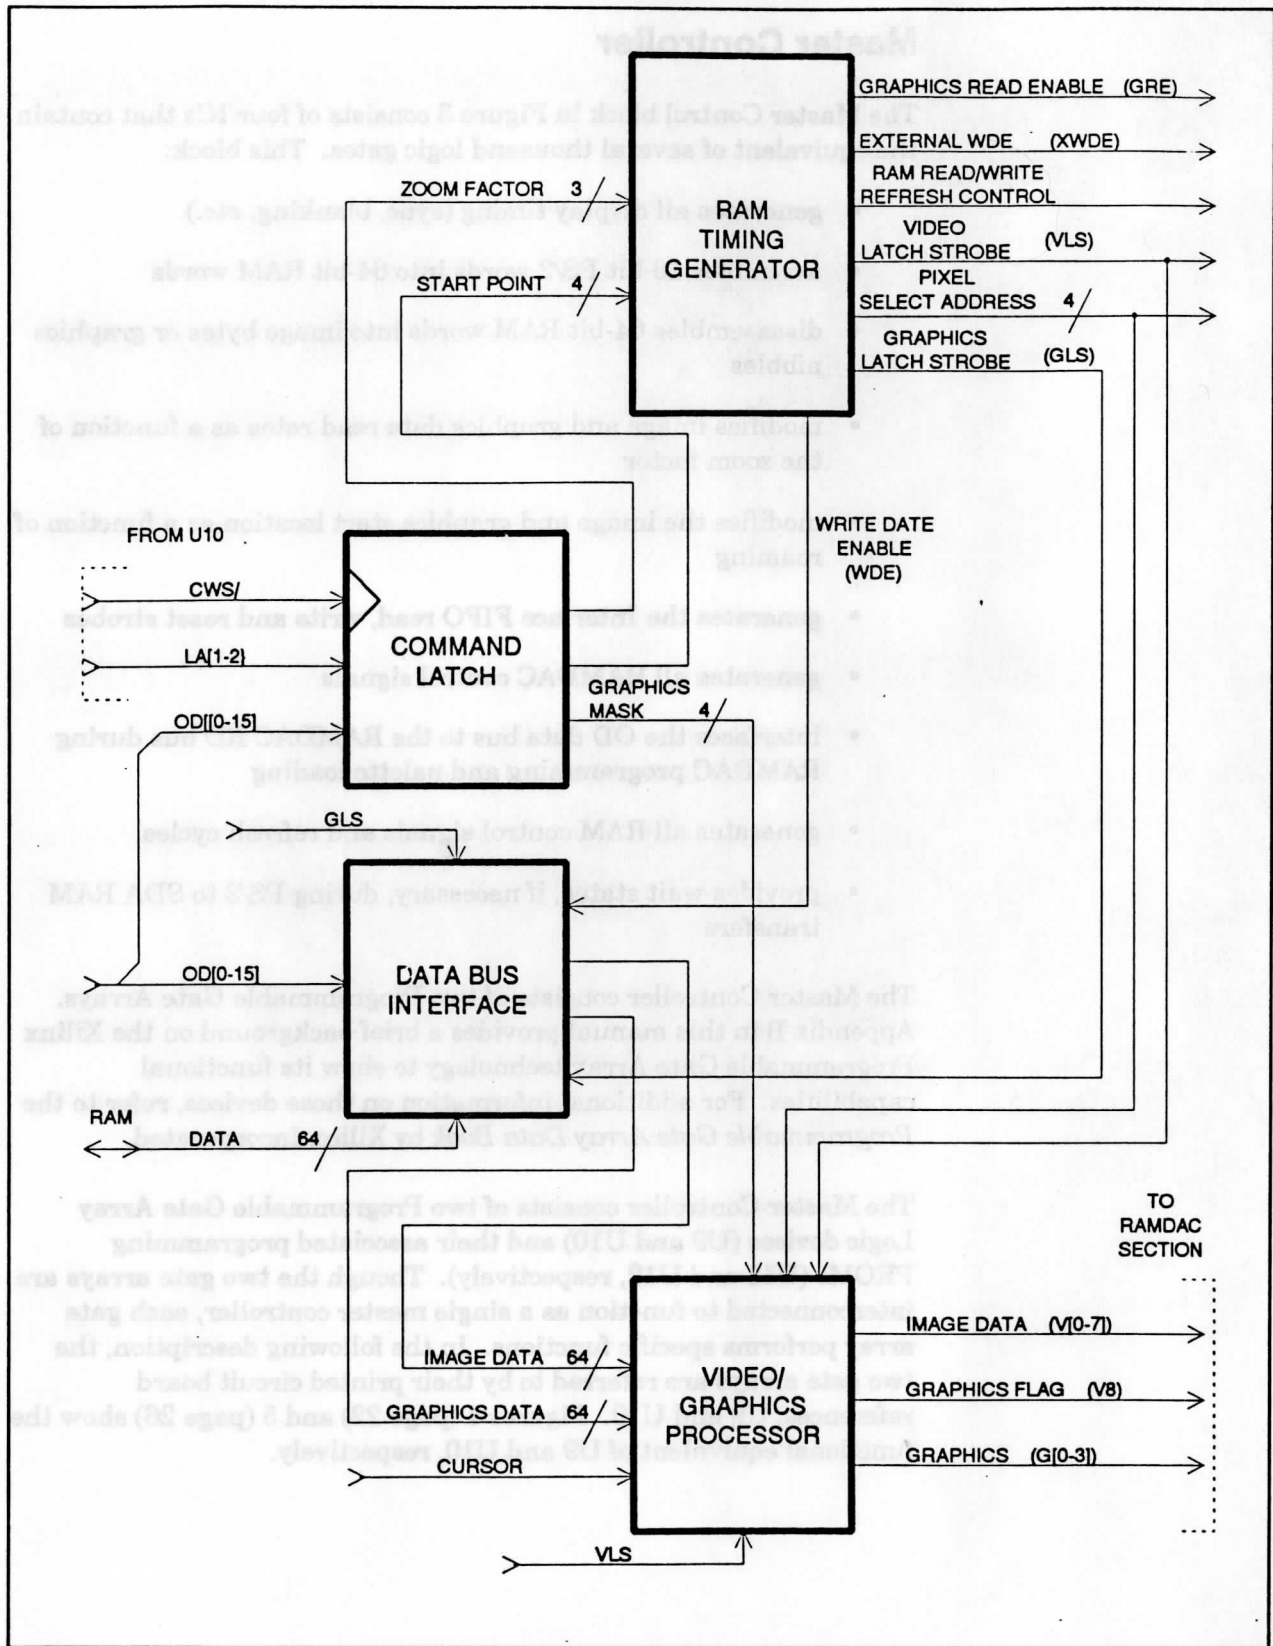 GRAPHICS READ ENABLE (GRE)
EXTERNAL WDE (XWDE)
RAM READ/WRITE
REFRESH CONTROL
VIDEO
LATCH STROBE (VLS)
PIXEL
SELECT ADDRESS 4
GRAPHICS
LATCH STROBE (GLS)
ZOOM FACTOR 3
START POINT 4
RAM
TIMING
GENERATOR
WRITE DATE
ENABLE
(WDE)
FROM U10
CWS/
LA[1-2}
OD[[0-15]
COMMAND
LATCH
GRAPHICS
MASK 4
GLS
OD[0-15]
DATA BUS
INTERFACE
RAM
DATA 64
TO
RAMDAC
SECTION
IMAGE DATA 64
GRAPHICS DATA 64
CURSOR
VIDEO/
GRAPHICS
PROCESSOR
IMAGE DATA (V[0-7])
GRAPHICS FLAG (V8)
GRAPHICS (G[0-3])
VLS